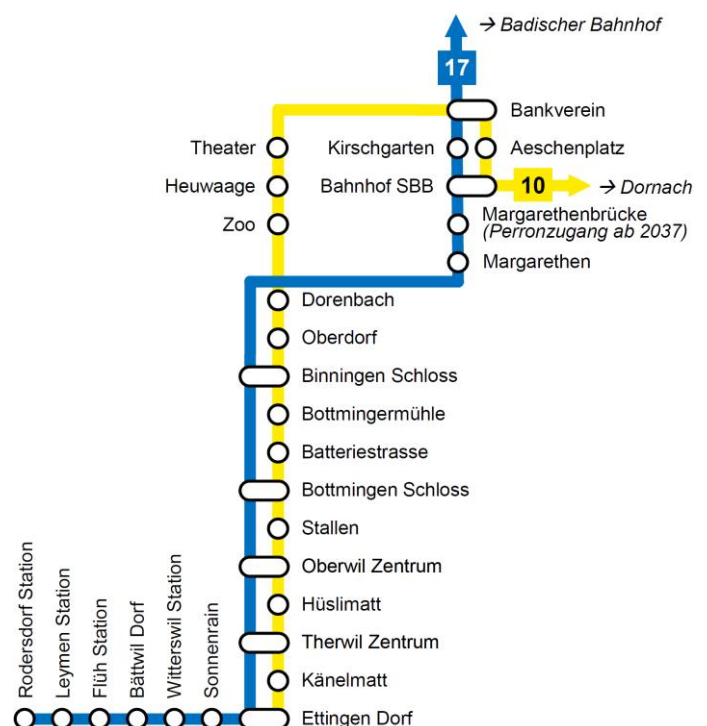 → Badischer Bahnhof
17
Bankverein
Theater
Kirschgarten
Aeschenplatz
Heuwaage
Bahnhof SBB
10
→ Dornach
Zoo
Margarethenbrücke
(Perronzugang ab 2037)
Margarethen
Dorenbach
Oberdorf
Binningen Schloss
Bottmingermühle
Batteriestrasse
Bottmingen Schloss
Stallen
Oberwil Zentrum
Hüslimatt
Therwil Zentrum
Känelmatt
Ettingen Dorf
Rodersdorf Station
Leymen Station
Flüh Station
Bättwil Dorf
Witterswil Station
Sonnenrain